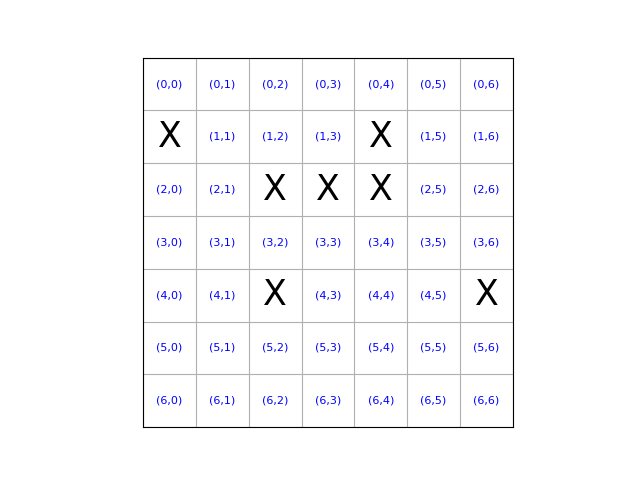 (0,0) (0,1) (0,2) (0,3) (0,4) (0,5) (0,6)
X (1,1) (1,2) (1,3) X (1,5) (1,6)
(2,0) (2,1) X X X (2,5) (2,6)
(3,0) (3,1) (3,2) (3,3) (3,4) (3,5) (3,6)
(4,0) (4,1) X (4,3) (4,4) (4,5) X
(5,0) (5,1) (5,2) (5,3) (5,4) (5,5) (5,6)
(6,0) (6,1) (6,2) (6,3) (6,4) (6,5) (6,6)